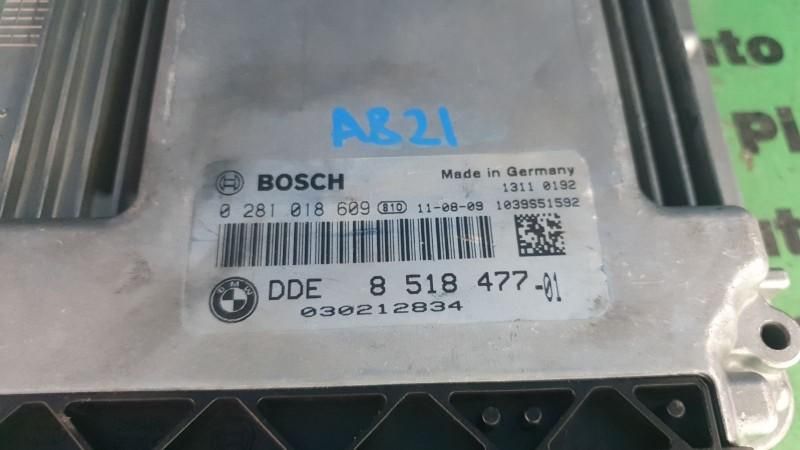 AB21
BOSCH
Made in Germany
1311 0192
0 281 018 609 810 11-08-09 1039S51592
BMW
DDE 8 518 477-01
030212834